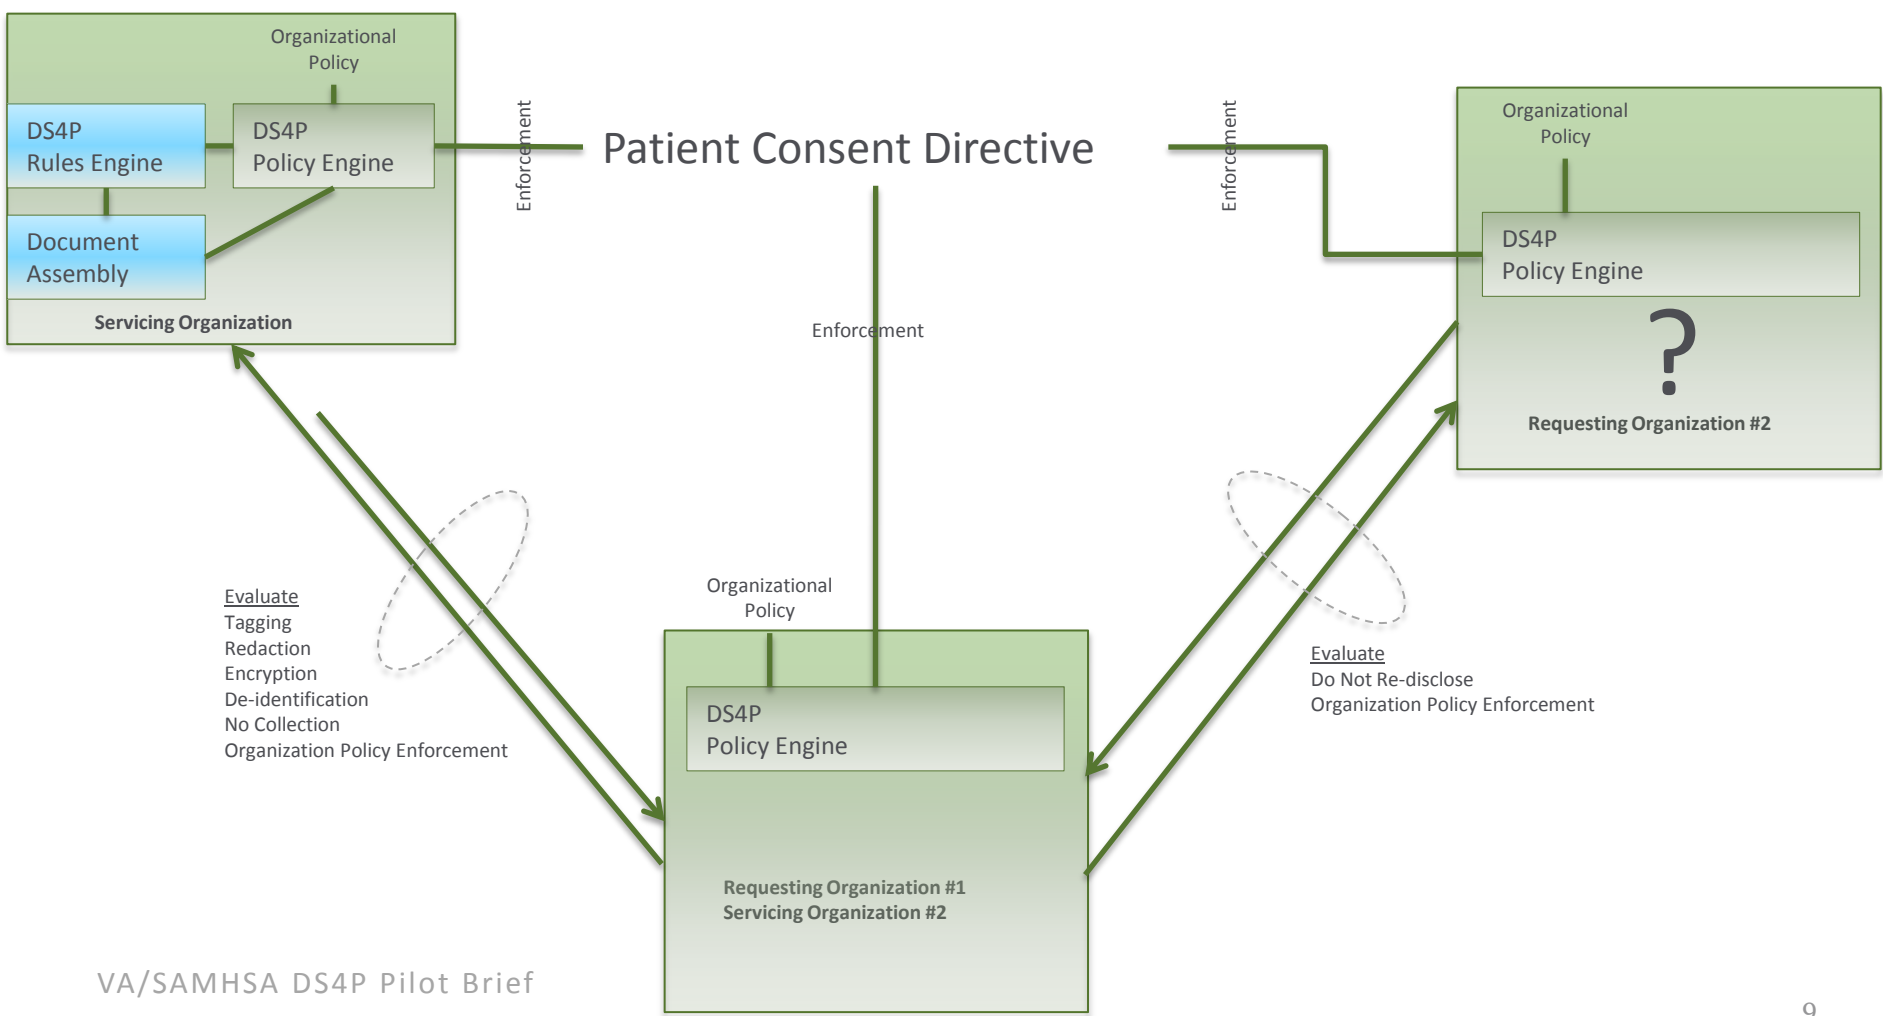 Organizational
Policy
DS4P
Rules Engine
DS4P
Policy Engine
Document
Assembly
Servicing Organization
Enforcement
Patient Consent Directive
Enforcement
Enforcement
Organizational
Policy
DS4P
Policy Engine
?
Requesting Organization #2
Evaluate
Tagging
Redaction
Encryption
De-identification
No Collection
Organization Policy Enforcement
Organizational
Policy
DS4P
Policy Engine
Requesting Organization #1
Servicing Organization #2
Evaluate
Do Not Re-disclose
Organization Policy Enforcement
VA/SAMHSA DS4P Pilot Brief
9